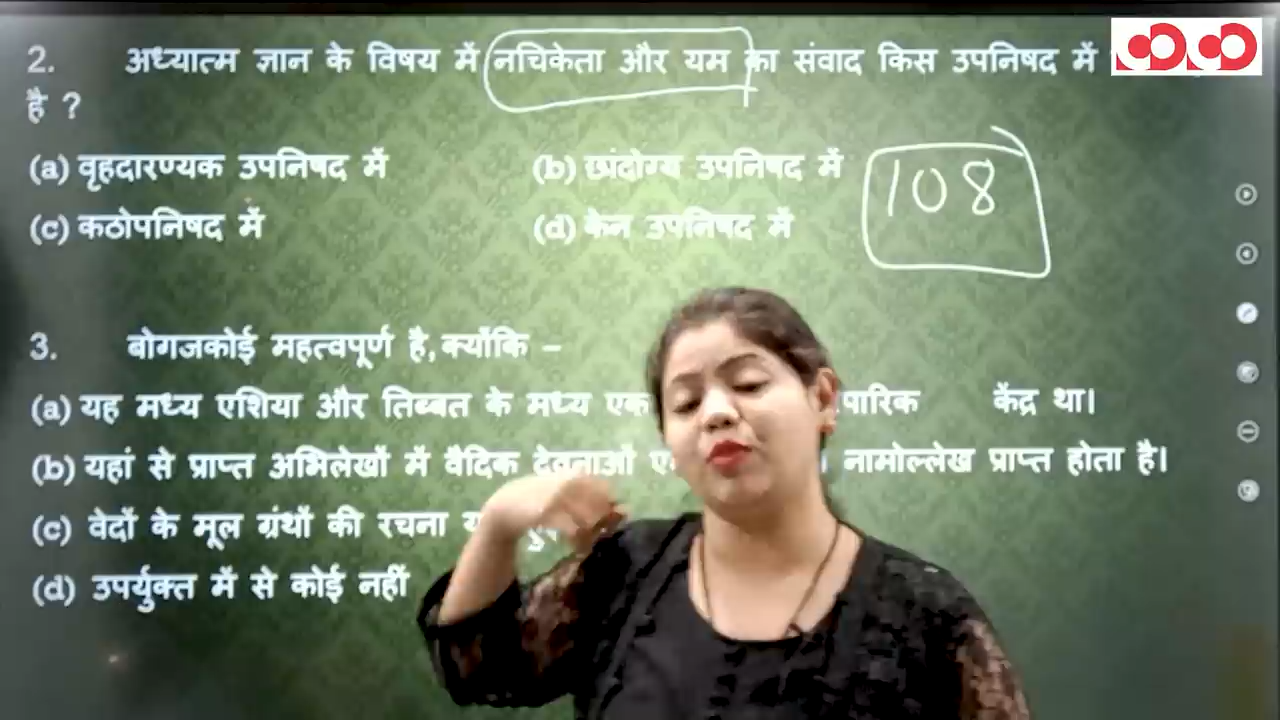 2. अध्यात्म ज्ञान के विषय में नचिकेता और यम का संवाद किस उपनिषद में
है ?
(a) वृहदारण्यक उपनिषद में (b) छांदोग्य उपनिषद में
108
(c) कठोपनिषद में (d) केन उपनिषद में
3. बोगजकोई महत्वपूर्ण है, क्योंकि –
(a) यह मध्य एशिया और तिब्बत के मध्य एक पारिक केंद्र था।
(b) यहां से प्राप्त अभिलेखों में वैदिक देवताओं नामोल्लेख प्राप्त होता है।
(c) वेदों के मूल ग्रंथों की रचना
(d) उपर्युक्त में से कोई नहीं